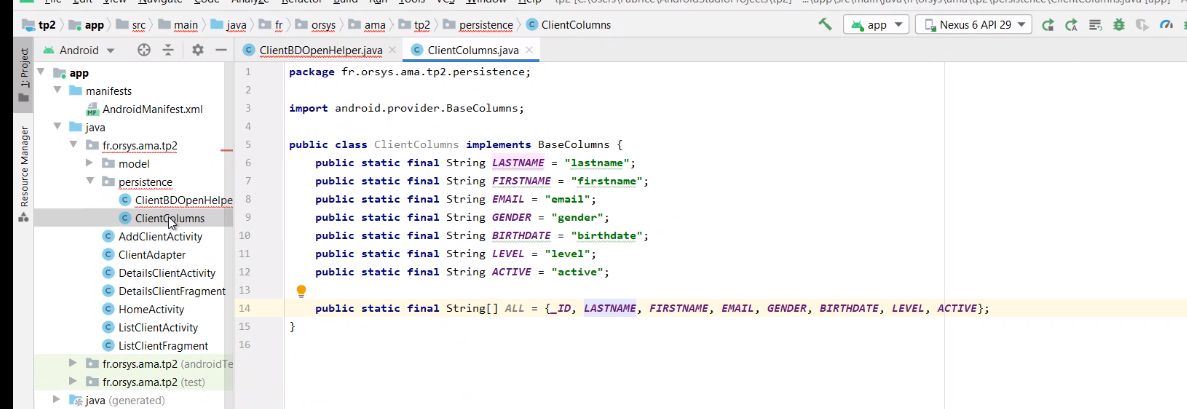 tp2 app src main java fr orsys ama tp2 persistence ClientColumns app Nexus 6 API 29
Android ClientBDOpenHelper.java ClientColumns.java
1: Project
Resource Manager
app
manifests
AndroidManifest.xml
java
fr.orsys.ama.tp2
model
persistence
ClientBDOpenHelpe
ClientColumns
AddClientActivity
ClientAdapter
DetailsClientActivity
DetailsClientFragment
HomeActivity
ListClientActivity
ListClientFragment
fr.orsys.ama.tp2 (androidTe
fr.orsys.ama.tp2 (test)
java (generated)
1 package fr.orsys.ama.tp2.persistence;
2
3 import android.provider.BaseColumns;
4
5 public class ClientColumns implements BaseColumns {
6 public static final String LASTNAME = "lastname";
7 public static final String FIRSTNAME = "firstname";
8 public static final String EMAIL = "email";
9 public static final String GENDER = "gender";
10 public static final String BIRTHDATE = "birthdate";
11 public static final String LEVEL = "level";
12 public static final String ACTIVE = "active";
13
14 public static final String[] ALL = {_ID, LASTNAME, FIRSTNAME, EMAIL, GENDER, BIRTHDATE, LEVEL, ACTIVE};
15 }
16